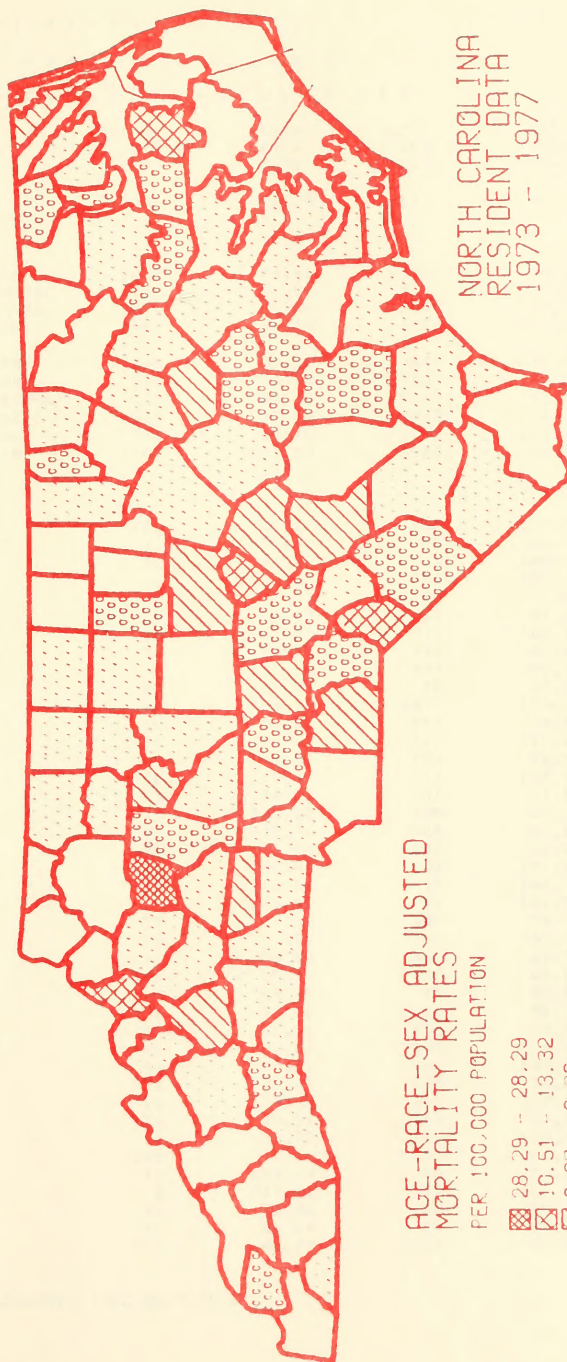 AGE-RACE-SEX ADJUSTED
MORTALITY RATES
PER 100,000 POPULATION
28.29 - 28.29
10.51 - 13.32
NORTH CAROLINA
RESIDENT DATA
1973 - 1977